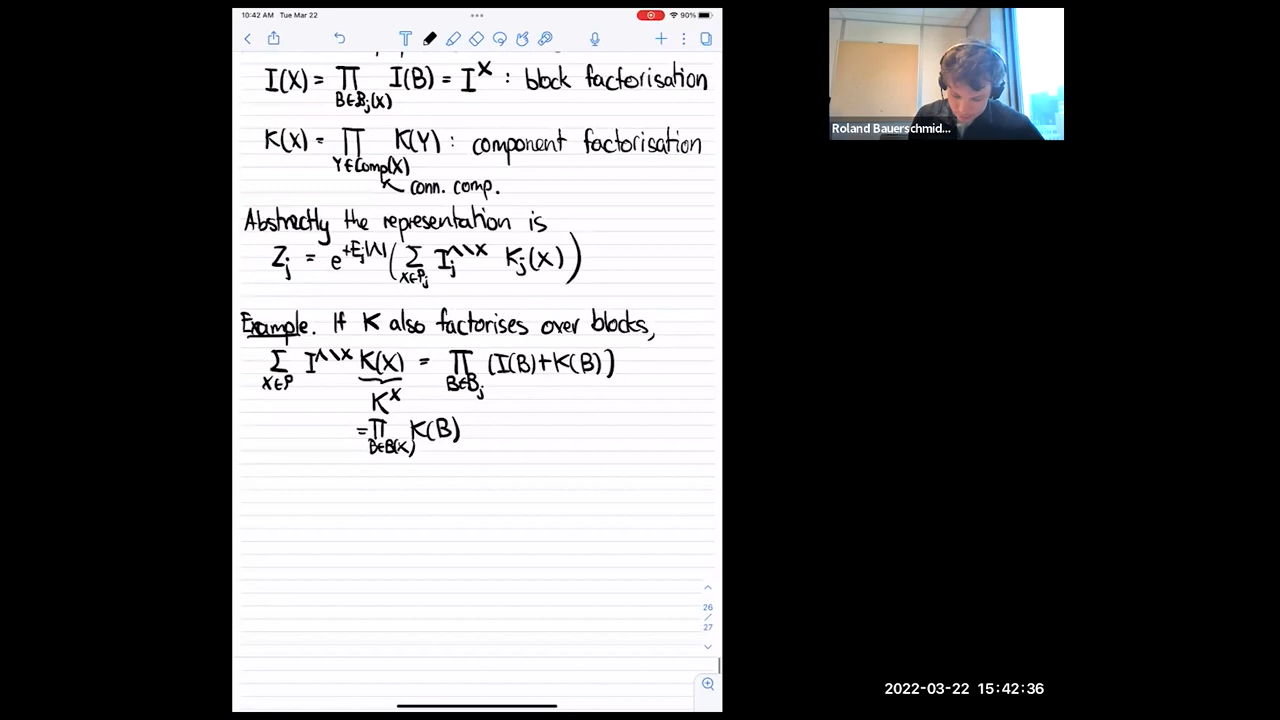 10:42 AM Tue Mar 22
90%
I(X) = ∏ I(B) = I^X : block factorisation
B∈B_j(X)
K(X) = ∏ K(Y) : component factorisation
Y∈Comp(X)
conn. comp.
Abstractly the representation is
Z_j = e^{+E_j|Λ|} ( ∑ I_j^{Λ\X} K_j(X) )
X∈P_j
Example. If K also factorises over blocks,
∑ I^{Λ\X} K(X) = ∏ (I(B)+K(B))
X∈P B∈B_j
K^X
= ∏ K(B)
B∈B(X)
26
/
27
Roland Bauerschmid...
2022-03-22 15:42:36